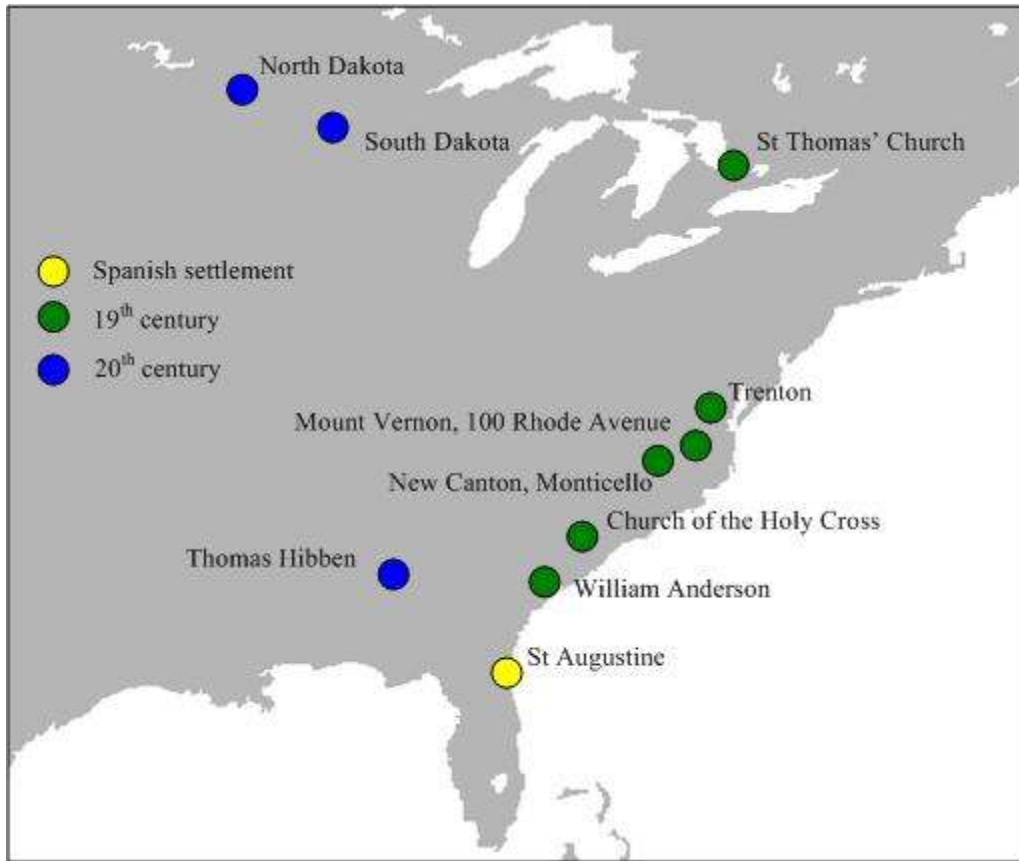 North Dakota
South Dakota
St Thomas’ Church
Spanish settlement
19th century
20th century
Trenton
Mount Vernon, 100 Rhode Avenue
New Canton, Monticello
Church of the Holy Cross
Thomas Hibben
William Anderson
St Augustine